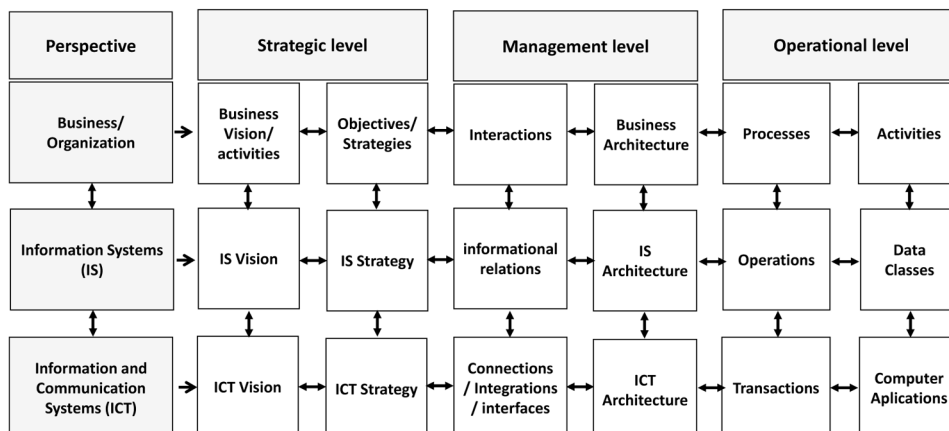 Perspective
Strategic level
Management level
Operational level
Business/
Organization
Business
Vision/
activities
Objectives/
Strategies
Interactions
Business
Architecture
Processes
Activities
Information Systems
(IS)
IS Vision
IS Strategy
informational
relations
IS
Architecture
Operations
Data
Classes
Information and
Communication
Systems (ICT)
ICT Vision
ICT Strategy
Connections
/ Integrations
/ interfaces
ICT
Architecture
Transactions
Computer
Aplications